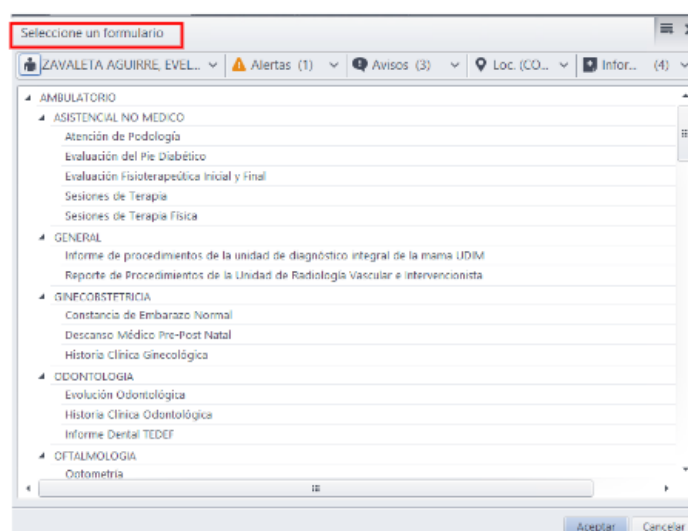 Seleccione un formulario
ZAVALETA AGUIRRE, EVEL... Alertas (1) Avisos (3) Loc. (CO... Infor... (4)
AMBULATORIO
ASISTENCIAL NO MEDICO
Atención de Podología
Evaluación del Pie Diabético
Evaluación Fisioterapeútica Inicial y Final
Sesiones de Terapia
Sesiones de Terapia Física
GENERAL
Informe de procedimientos de la unidad de diagnóstico integral de la mama UDIM
Reporte de Procedimientos de la Unidad de Radiología Vascular e Intervencionista
GINECOBSTETRICIA
Constancia de Embarazo Normal
Descanso Médico Pre-Post Natal
Historia Clínica Ginecológica
ODONTOLOGIA
Evolución Odontológica
Historia Clínica Odontológica
Informe Dental TEDEF
OFTALMOLOGIA
Optometría
Aceptar Cancelar